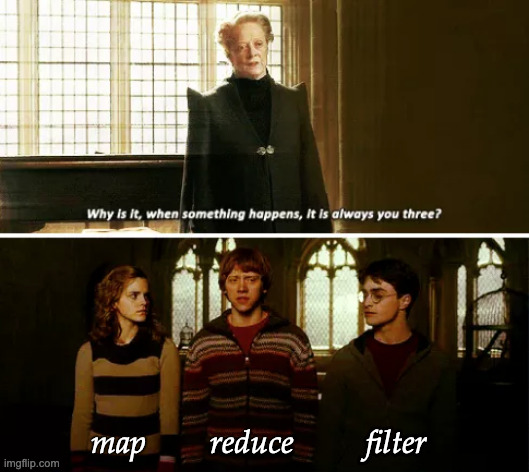 Why is it, when something happens, it is always you three?
map reduce filter
imgflip.com